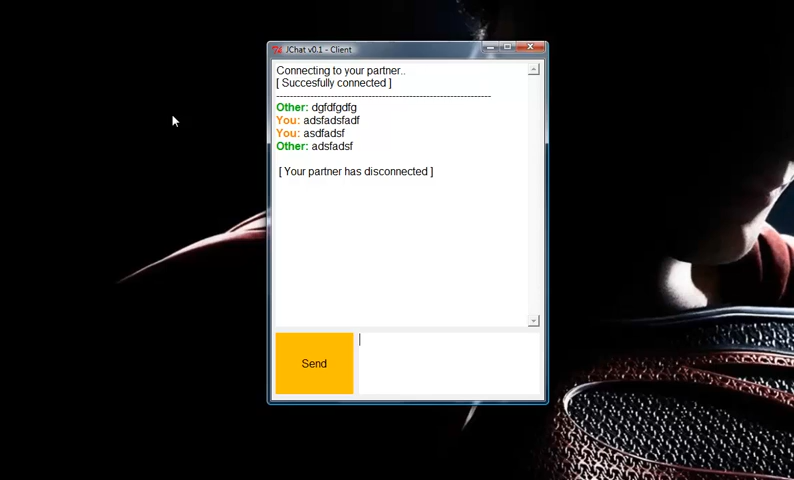 JChat v0.1 - Client
Connecting to your partner..
[ Succesfully connected ]
----------------------------------------------------------------
Other: dgfdfgdfg
You: adsfadsfadf
You: asdfadsf
Other: adsfadsf
[ Your partner has disconnected ]
Send